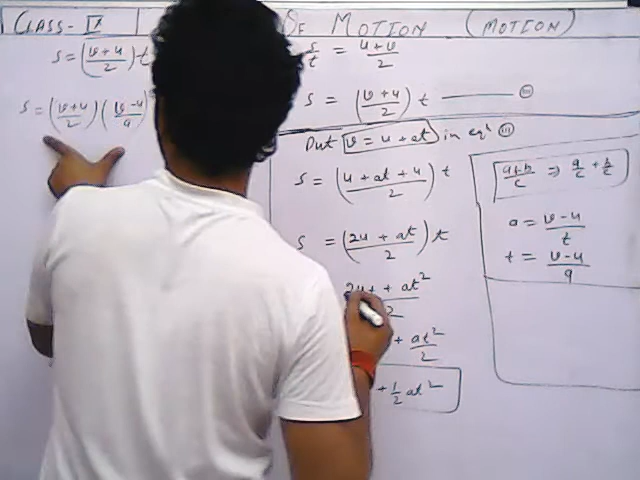 CLASS-IX OF MOTION (MOTION)
s = (v+u/2) t
s = (v+u/2) (v-u/a)
s/t = u+v/2
s = (v+u/2) t —— (III)
Put v = u + at in eqn (III)
s = (u + at + u/2) t
s = (2u + at/2) t
2ut + at²/2
+ at²/2
+ 1/2 at²
a+b/c ⇒ a/c + b/c
a = v-u/t
t = v-u/a